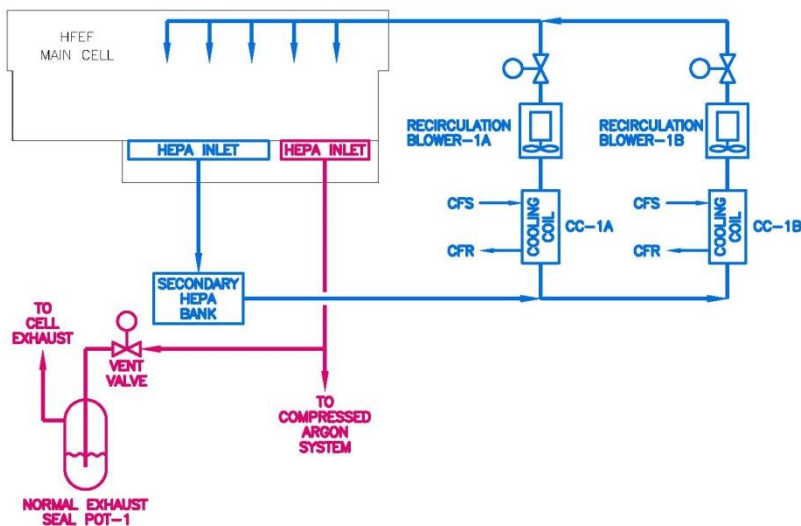 HFEF
MAIN CELL
HEPA INLET
HEPA INLET
RECIRCULATION
BLOWER-1A
RECIRCULATION
BLOWER-1B
CFS
CFR
COOLING
COIL
CC-1A
CFS
CFR
COOLING
COIL
CC-1B
SECONDARY
HEPA
BANK
TO
CELL
EXHAUST
VENT
VALVE
TO
COMPRESSED
ARGON
SYSTEM
NORMAL EXHAUST
SEAL POT-1